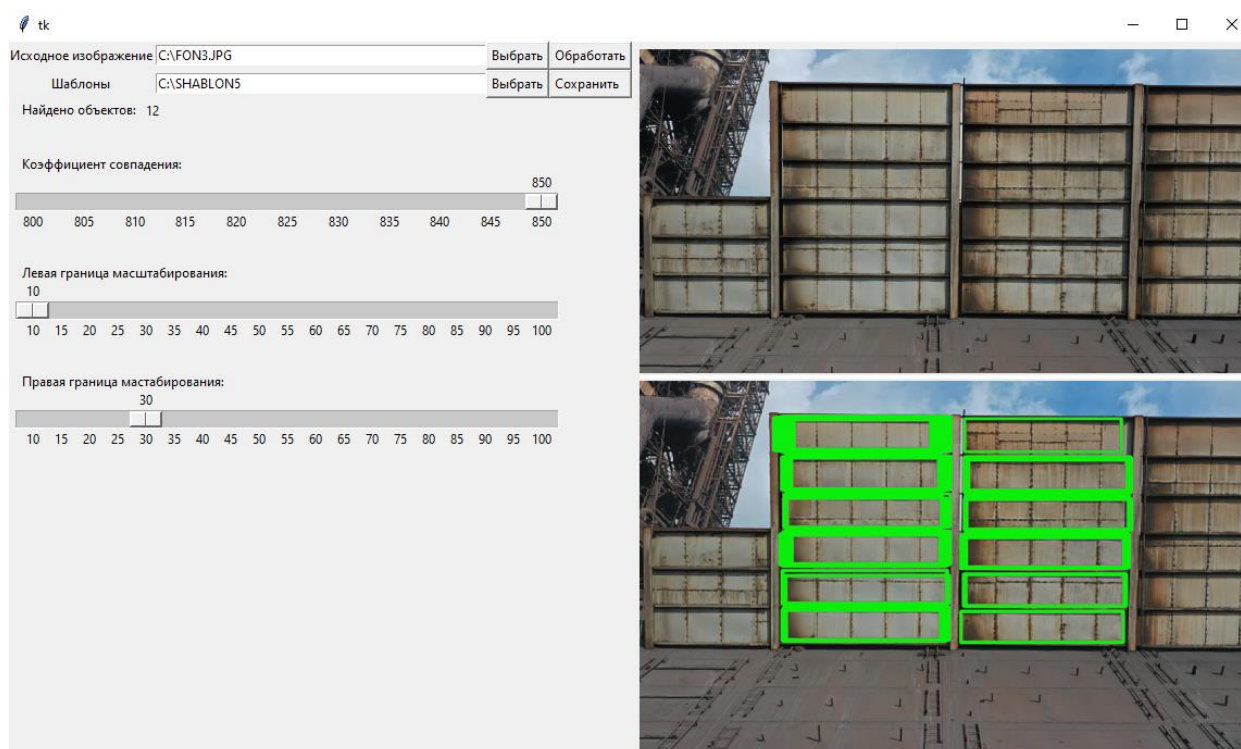 tk
Исходное изображение C:\FON3.JPG Выбрать Обработать
Шаблоны C:\SHABLON5 Выбрать Сохранить
Найдено объектов: 12
Коэффициент совпадения:
850
800 805 810 815 820 825 830 835 840 845 850
Левая граница масштабирования:
10
10 15 20 25 30 35 40 45 50 55 60 65 70 75 80 85 90 95 100
Правая граница мастабирования:
30
10 15 20 25 30 35 40 45 50 55 60 65 70 75 80 85 90 95 100